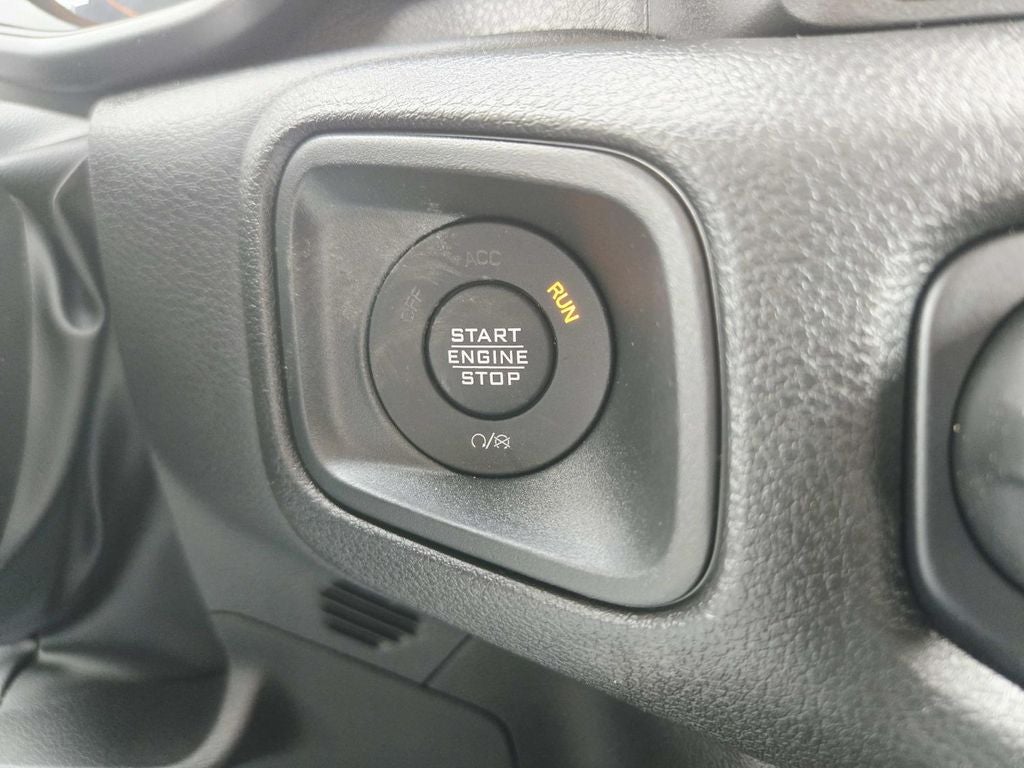 ACC
OFF
RUN
START
ENGINE
STOP